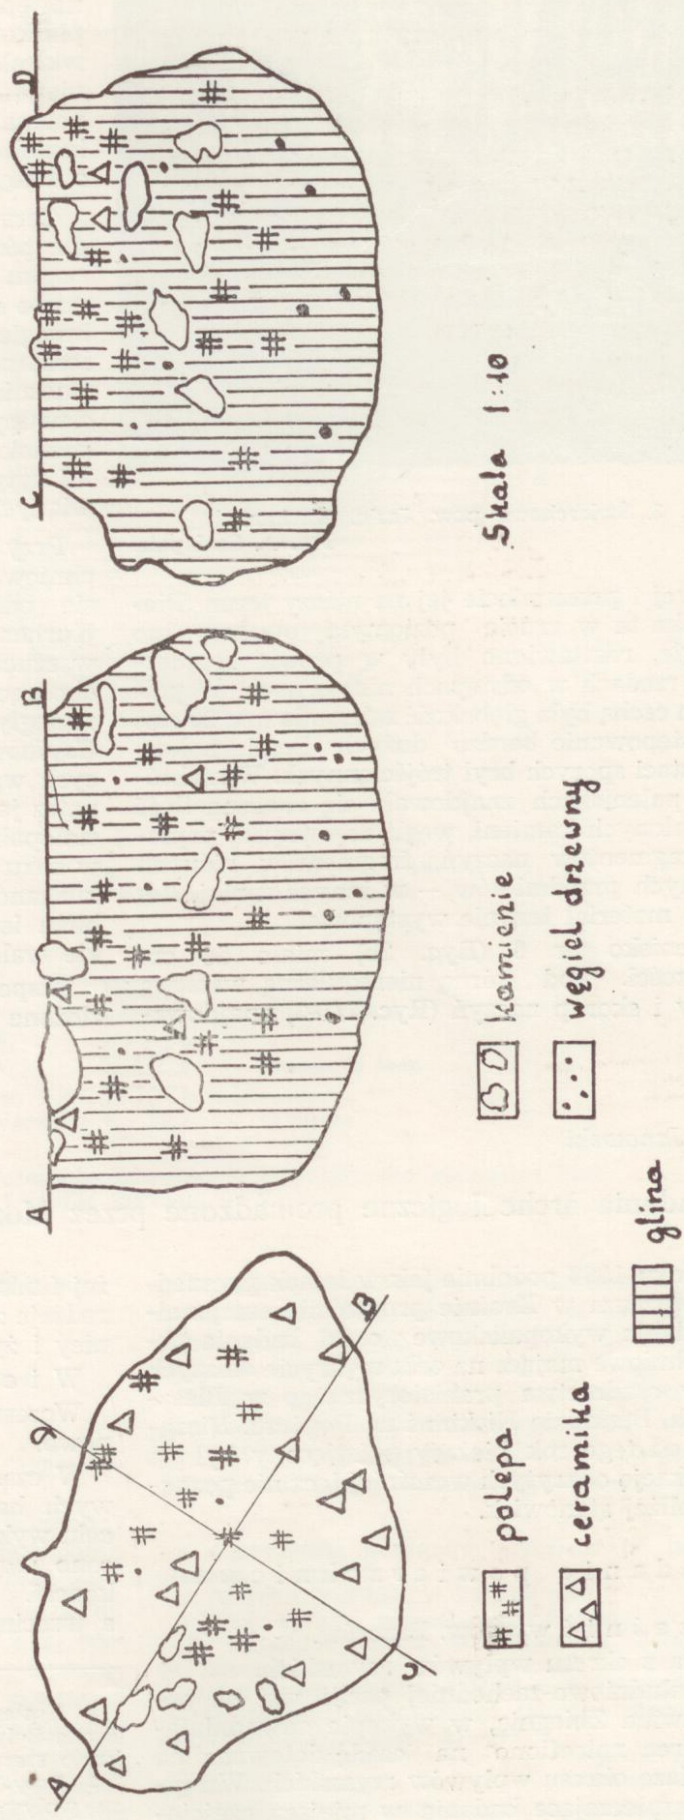 A B
C D
A B
C D
polepa
ceramika
glina
kamienie
węgiel drzewny
Skala 1:10